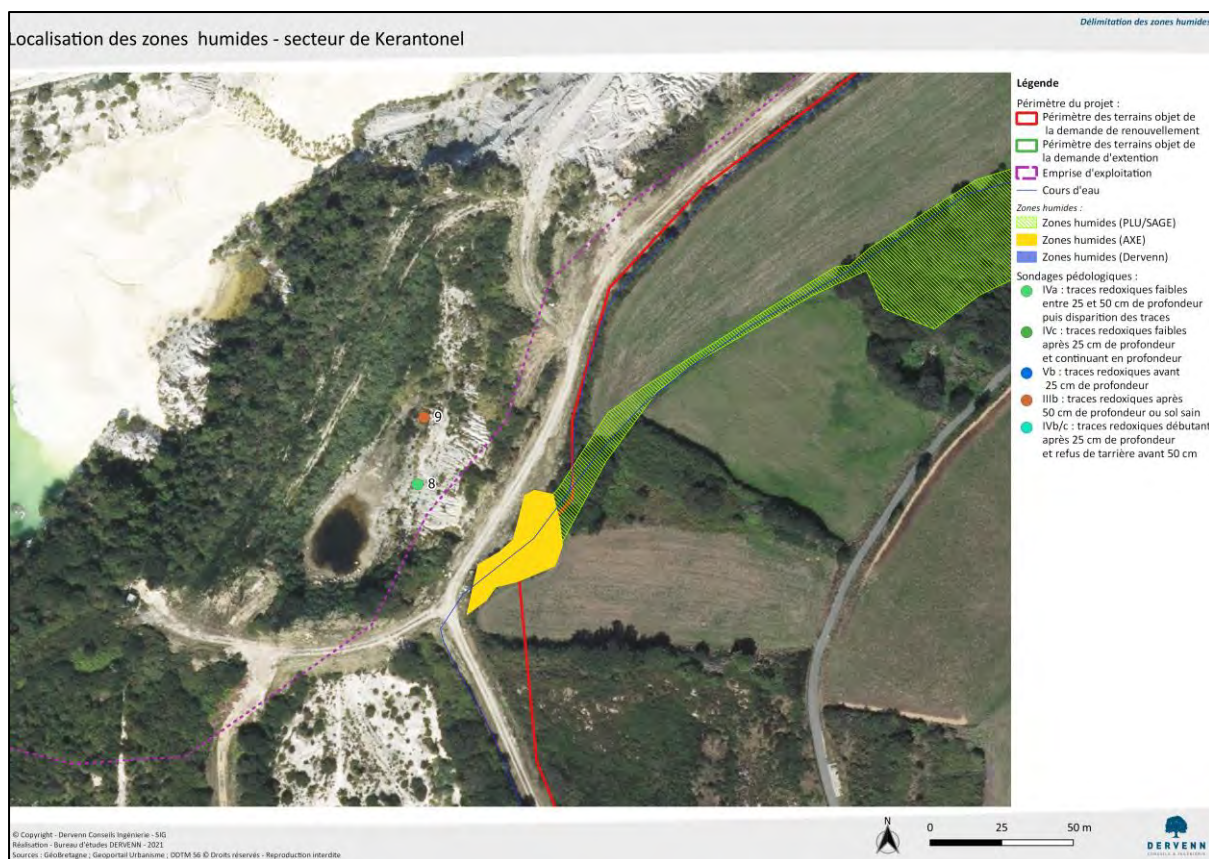 Délimitation des zones humides
Localisation des zones humides - secteur de Kerantonel
Légende
Périmètre du projet :
Périmètre des terrains objet de
la demande de renouvellement
Périmètre des terrains objet de
la demande d'extention
Emprise d'exploitation
Cours d'eau
Zones humides :
Zones humides (PLU/SAGE)
Zones humides (AXE)
Zones humides (Dervenn)
Sondages pédologiques :
IVa : traces redoxiques faibles
entre 25 et 50 cm de profondeur
puis disparition des traces
IVc : traces redoxiques faibles
après 25 cm de profondeur
et continuant en profondeur
Vb : traces redoxiques avant
25 cm de profondeur
IIIb : traces redoxiques après
50 cm de profondeur ou sol sain
IVb/c : traces redoxiques débutant
après 25 cm de profondeur
et refus de tarrière avant 50 cm
9
8
© Copyright - Dervenn Conseils Ingénierie - SIG
Réalisation - Bureau d'études DERVENN - 2021
Sources : GéoBretagne ; Geoportail Urbanisme ; DDTM 56 © Droits réservés - Reproduction interdite
N
0 25 50 m
DERVENN
CONSEILS & INGÉNIERIE